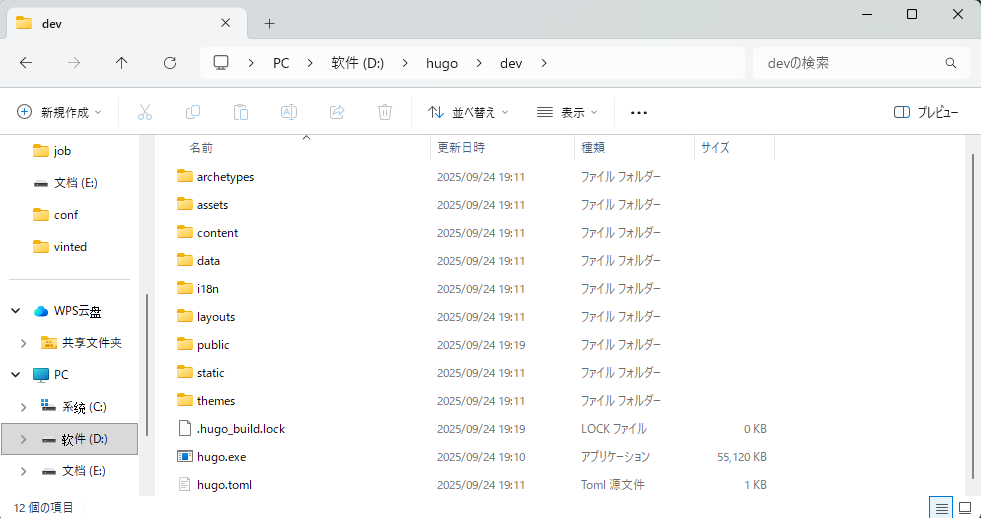 dev
PC 软件 (D:) hugo dev
devの検索
新規作成 並べ替え 表示 プレビュー
job
文档 (E:)
conf
vinted
WPS云盘
共享文件夹
PC
系统 (C:)
软件 (D:)
文档 (E:)
名前 更新日時 種類 サイズ
archetypes 2025/09/24 19:11 ファイル フォルダー
assets 2025/09/24 19:11 ファイル フォルダー
content 2025/09/24 19:11 ファイル フォルダー
data 2025/09/24 19:11 ファイル フォルダー
i18n 2025/09/24 19:11 ファイル フォルダー
layouts 2025/09/24 19:11 ファイル フォルダー
public 2025/09/24 19:19 ファイル フォルダー
static 2025/09/24 19:11 ファイル フォルダー
themes 2025/09/24 19:11 ファイル フォルダー
.hugo_build.lock 2025/09/24 19:19 LOCK ファイル 0 KB
hugo.exe 2025/09/24 19:10 アプリケーション 55,120 KB
hugo.toml 2025/09/24 19:11 Toml 源文件 1 KB
12 個の項目